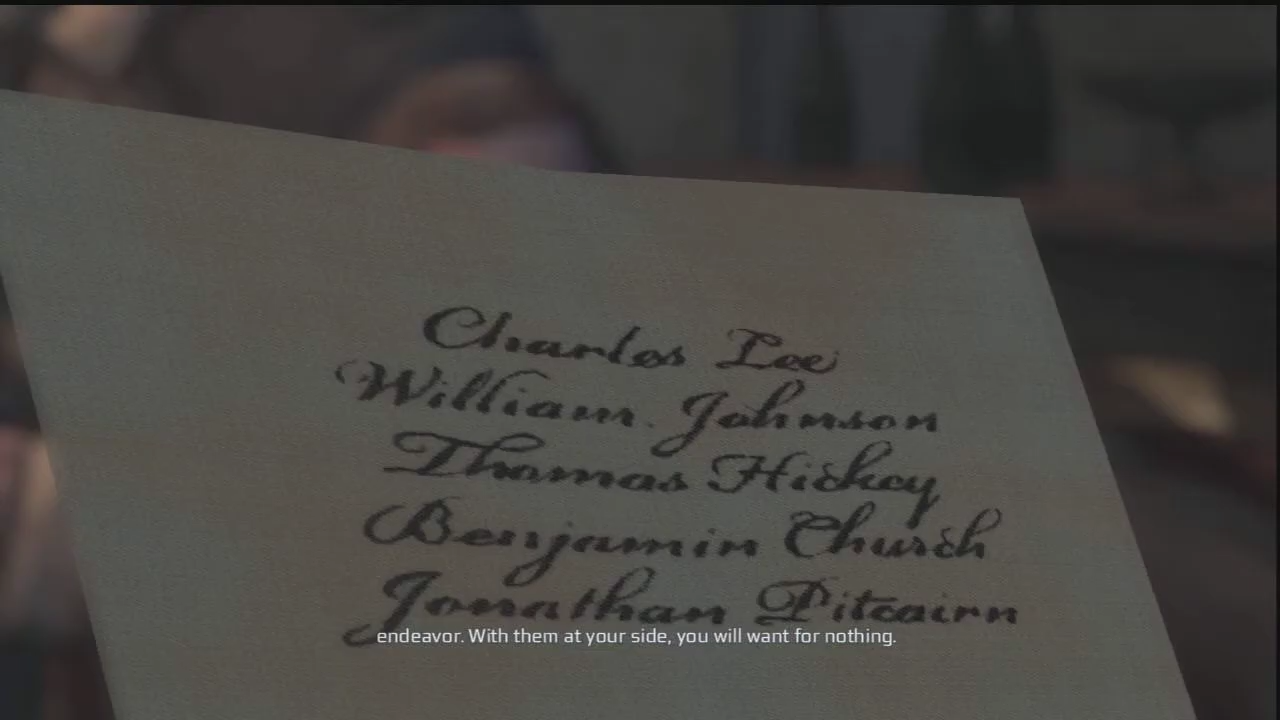 Charles Lee
William Johnson
Thomas Hickey
Benjamin Church
Jonathan Pitcairn
endeavor. With them at your side, you will want for nothing.